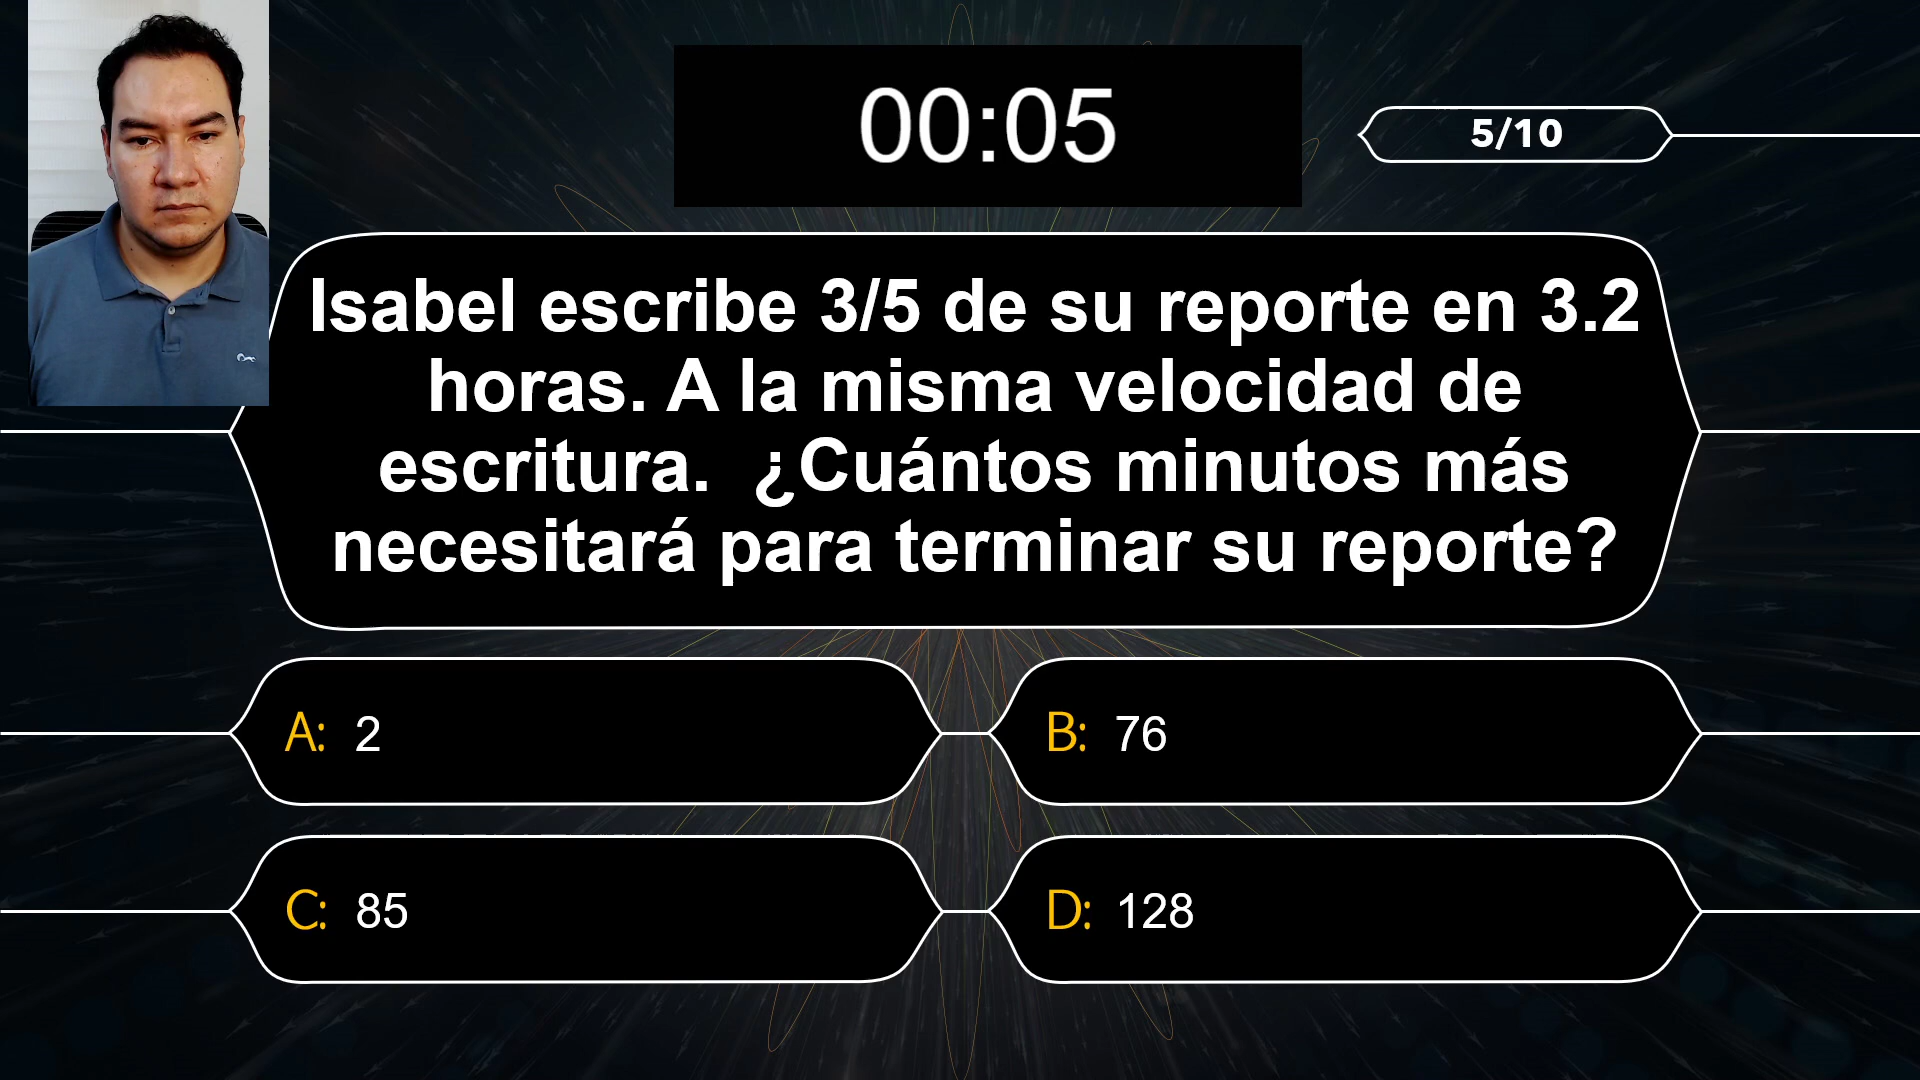 00:05
5/10
Isabel escribe 3/5 de su reporte en 3.2
horas. A la misma velocidad de
escritura.  ¿Cuántos minutos más
necesitará para terminar su reporte?
A: 2
B: 76
C: 85
D: 128